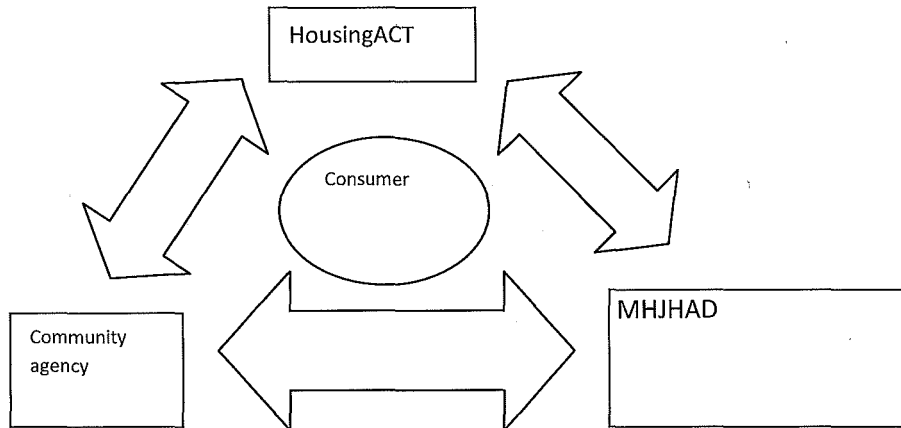 HousingACT
Consumer
Community
agency
MHJHAD